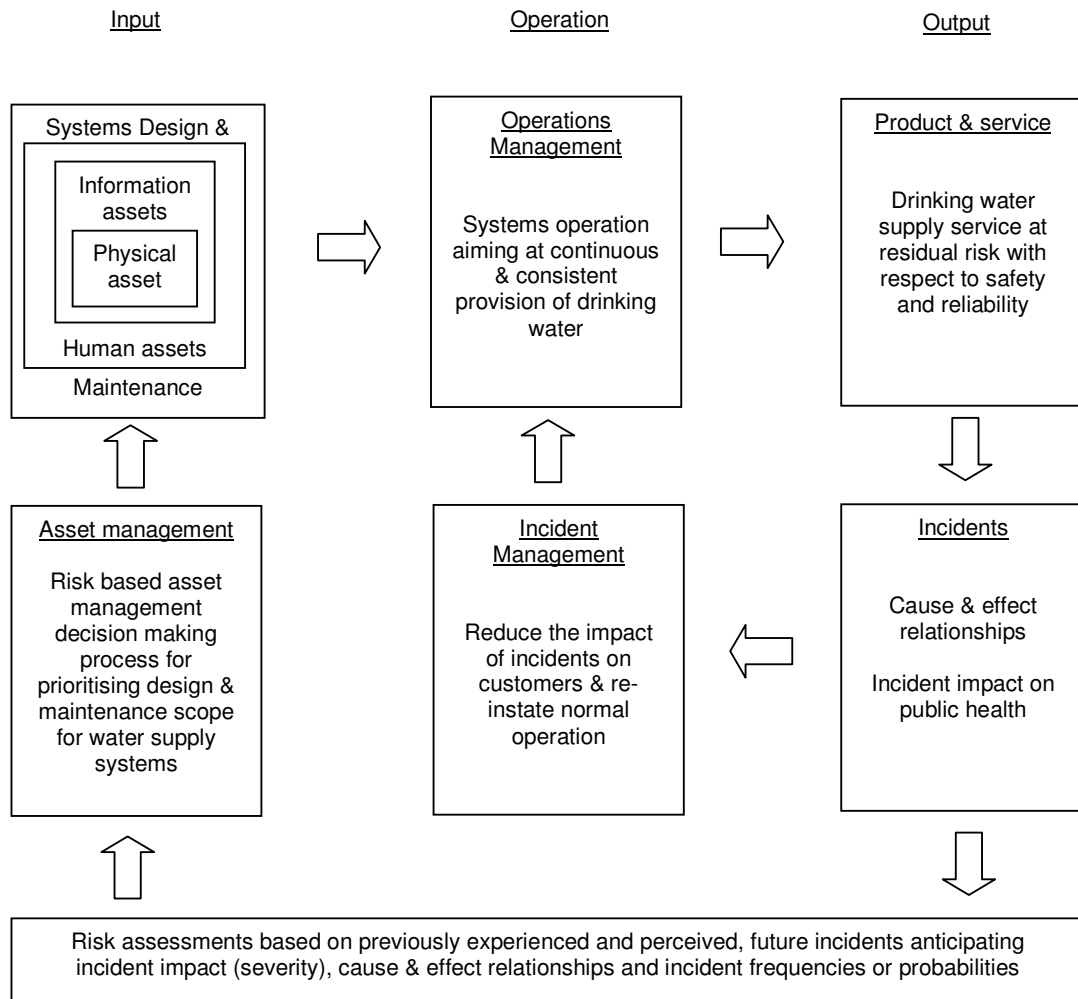 Input
Operation
Output
Systems Design &
Information
assets
Physical
asset
Human assets
Maintenance
Operations
Management
Systems operation
aiming at continuous
& consistent
provision of drinking
water
Product & service
Drinking water
supply service at
residual risk with
respect to safety
and reliability
Asset management
Risk based asset
management
decision making
process for
prioritising design &
maintenance scope
for water supply
systems
Incident
Management
Reduce the impact
of incidents on
customers & re-
instate normal
operation
Incidents
Cause & effect
relationships
Incident impact on
public health
Risk assessments based on previously experienced and perceived, future incidents anticipating
incident impact (severity), cause & effect relationships and incident frequencies or probabilities